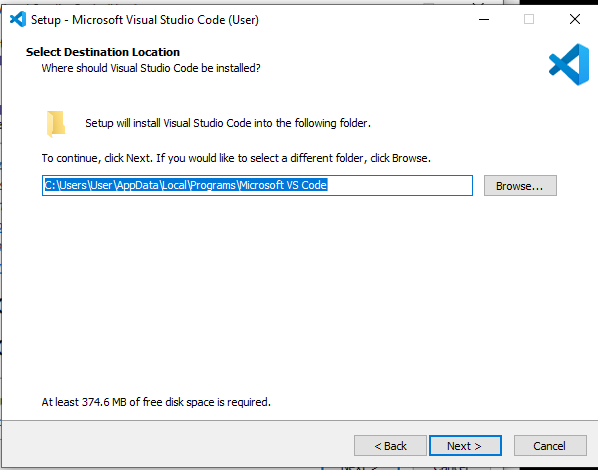 Setup - Microsoft Visual Studio Code (User)
Select Destination Location
Where should Visual Studio Code be installed?
Setup will install Visual Studio Code into the following folder.
To continue, click Next. If you would like to select a different folder, click Browse.
C:\Users\User\AppData\Local\Programs\Microsoft VS Code
Browse...
At least 374.6 MB of free disk space is required.
< Back
Next >
Cancel